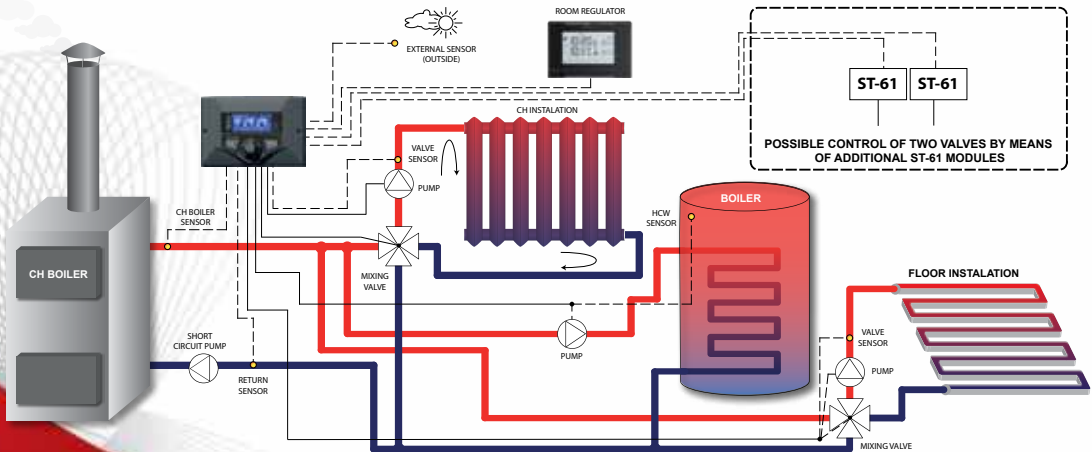 ROOM REGULATOR
EXTERNAL SENSOR
(OUTSIDE)
ST-61
ST-61
POSSIBLE CONTROL OF TWO VALVES BY MEANS
OF ADDITIONAL ST-61 MODULES
CH INSTALATION
VALVE
SENSOR
PUMP
CH BOILER
SENSOR
MIXING
VALVE
CH BOILER
SHORT
CIRCUIT PUMP
RETURN
SENSOR
BOILER
HCW
SENSOR
PUMP
FLOOR INSTALATION
VALVE
SENSOR
PUMP
MIXING VALVE